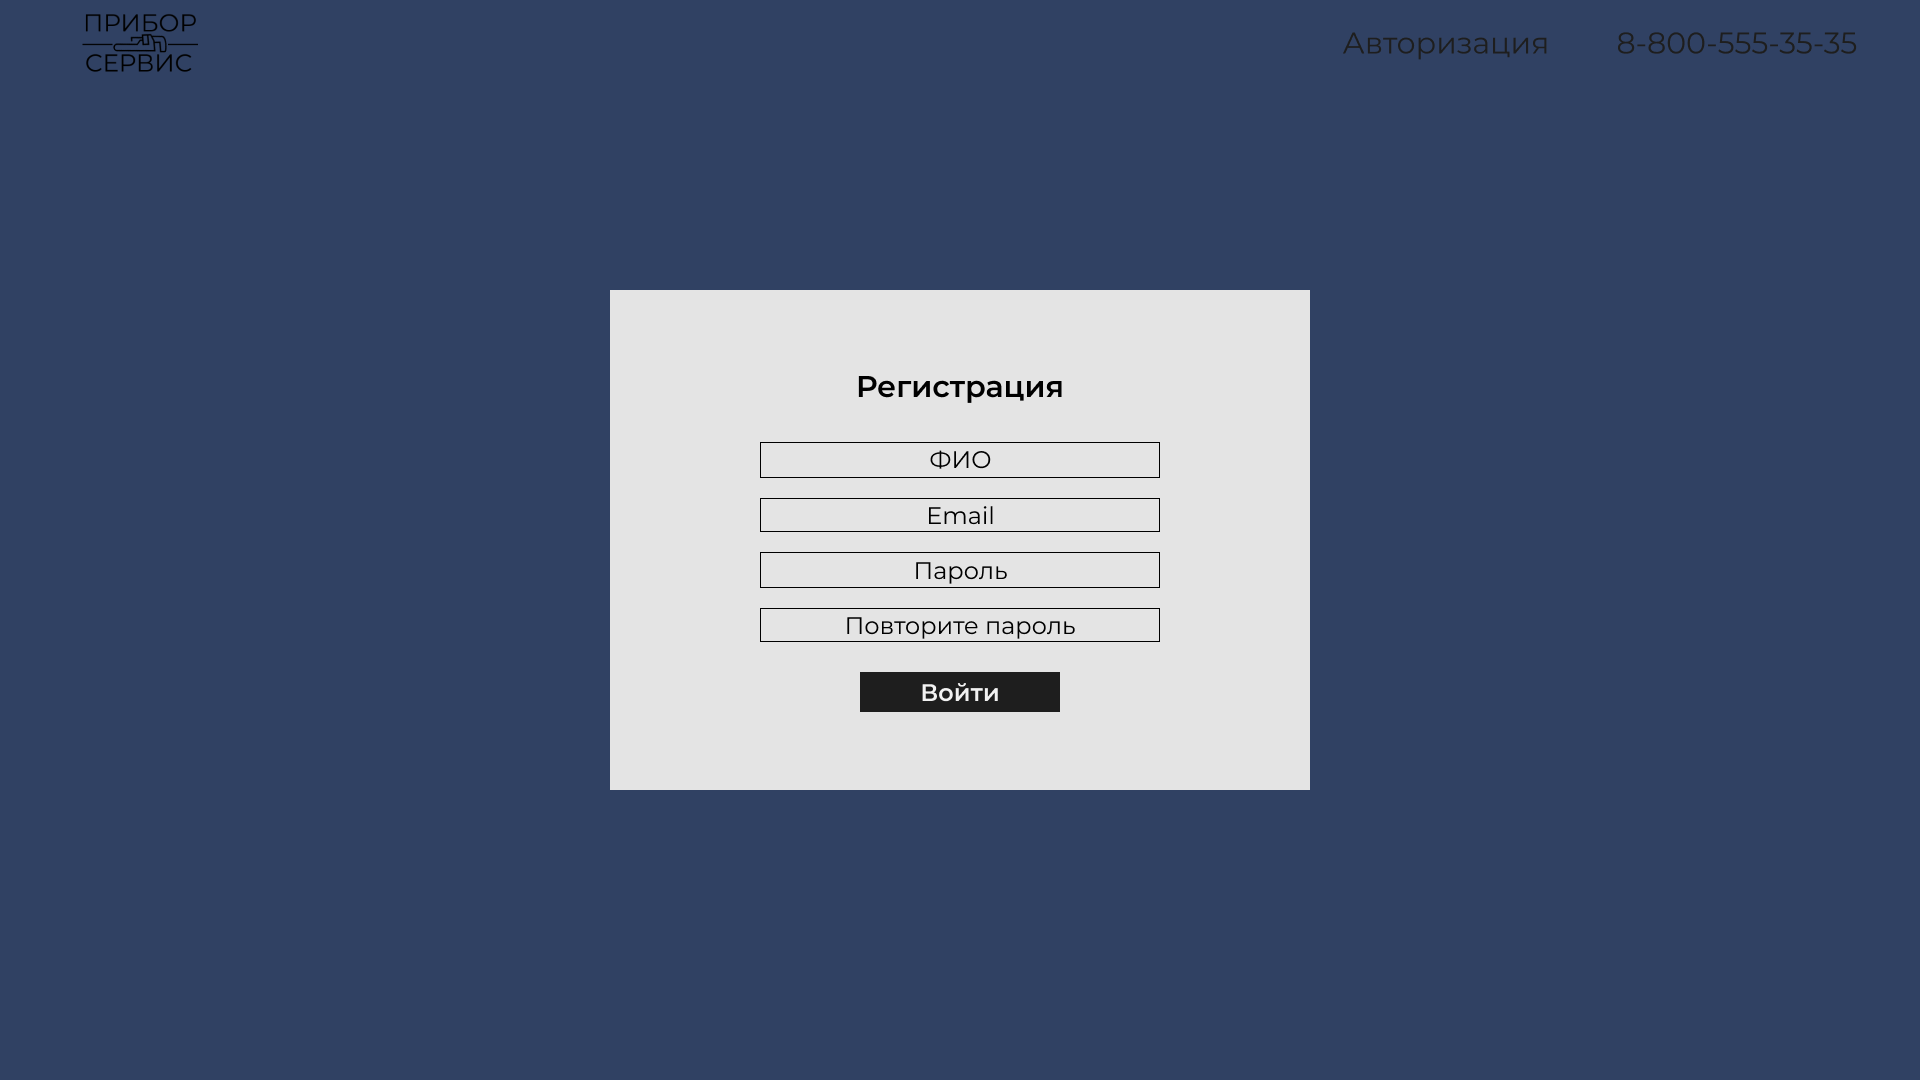 ПРИБОР
СЕРВИС
Авторизация
8-800-555-35-35
Регистрация
ФИО
Email
Пароль
Повторите пароль
Войти